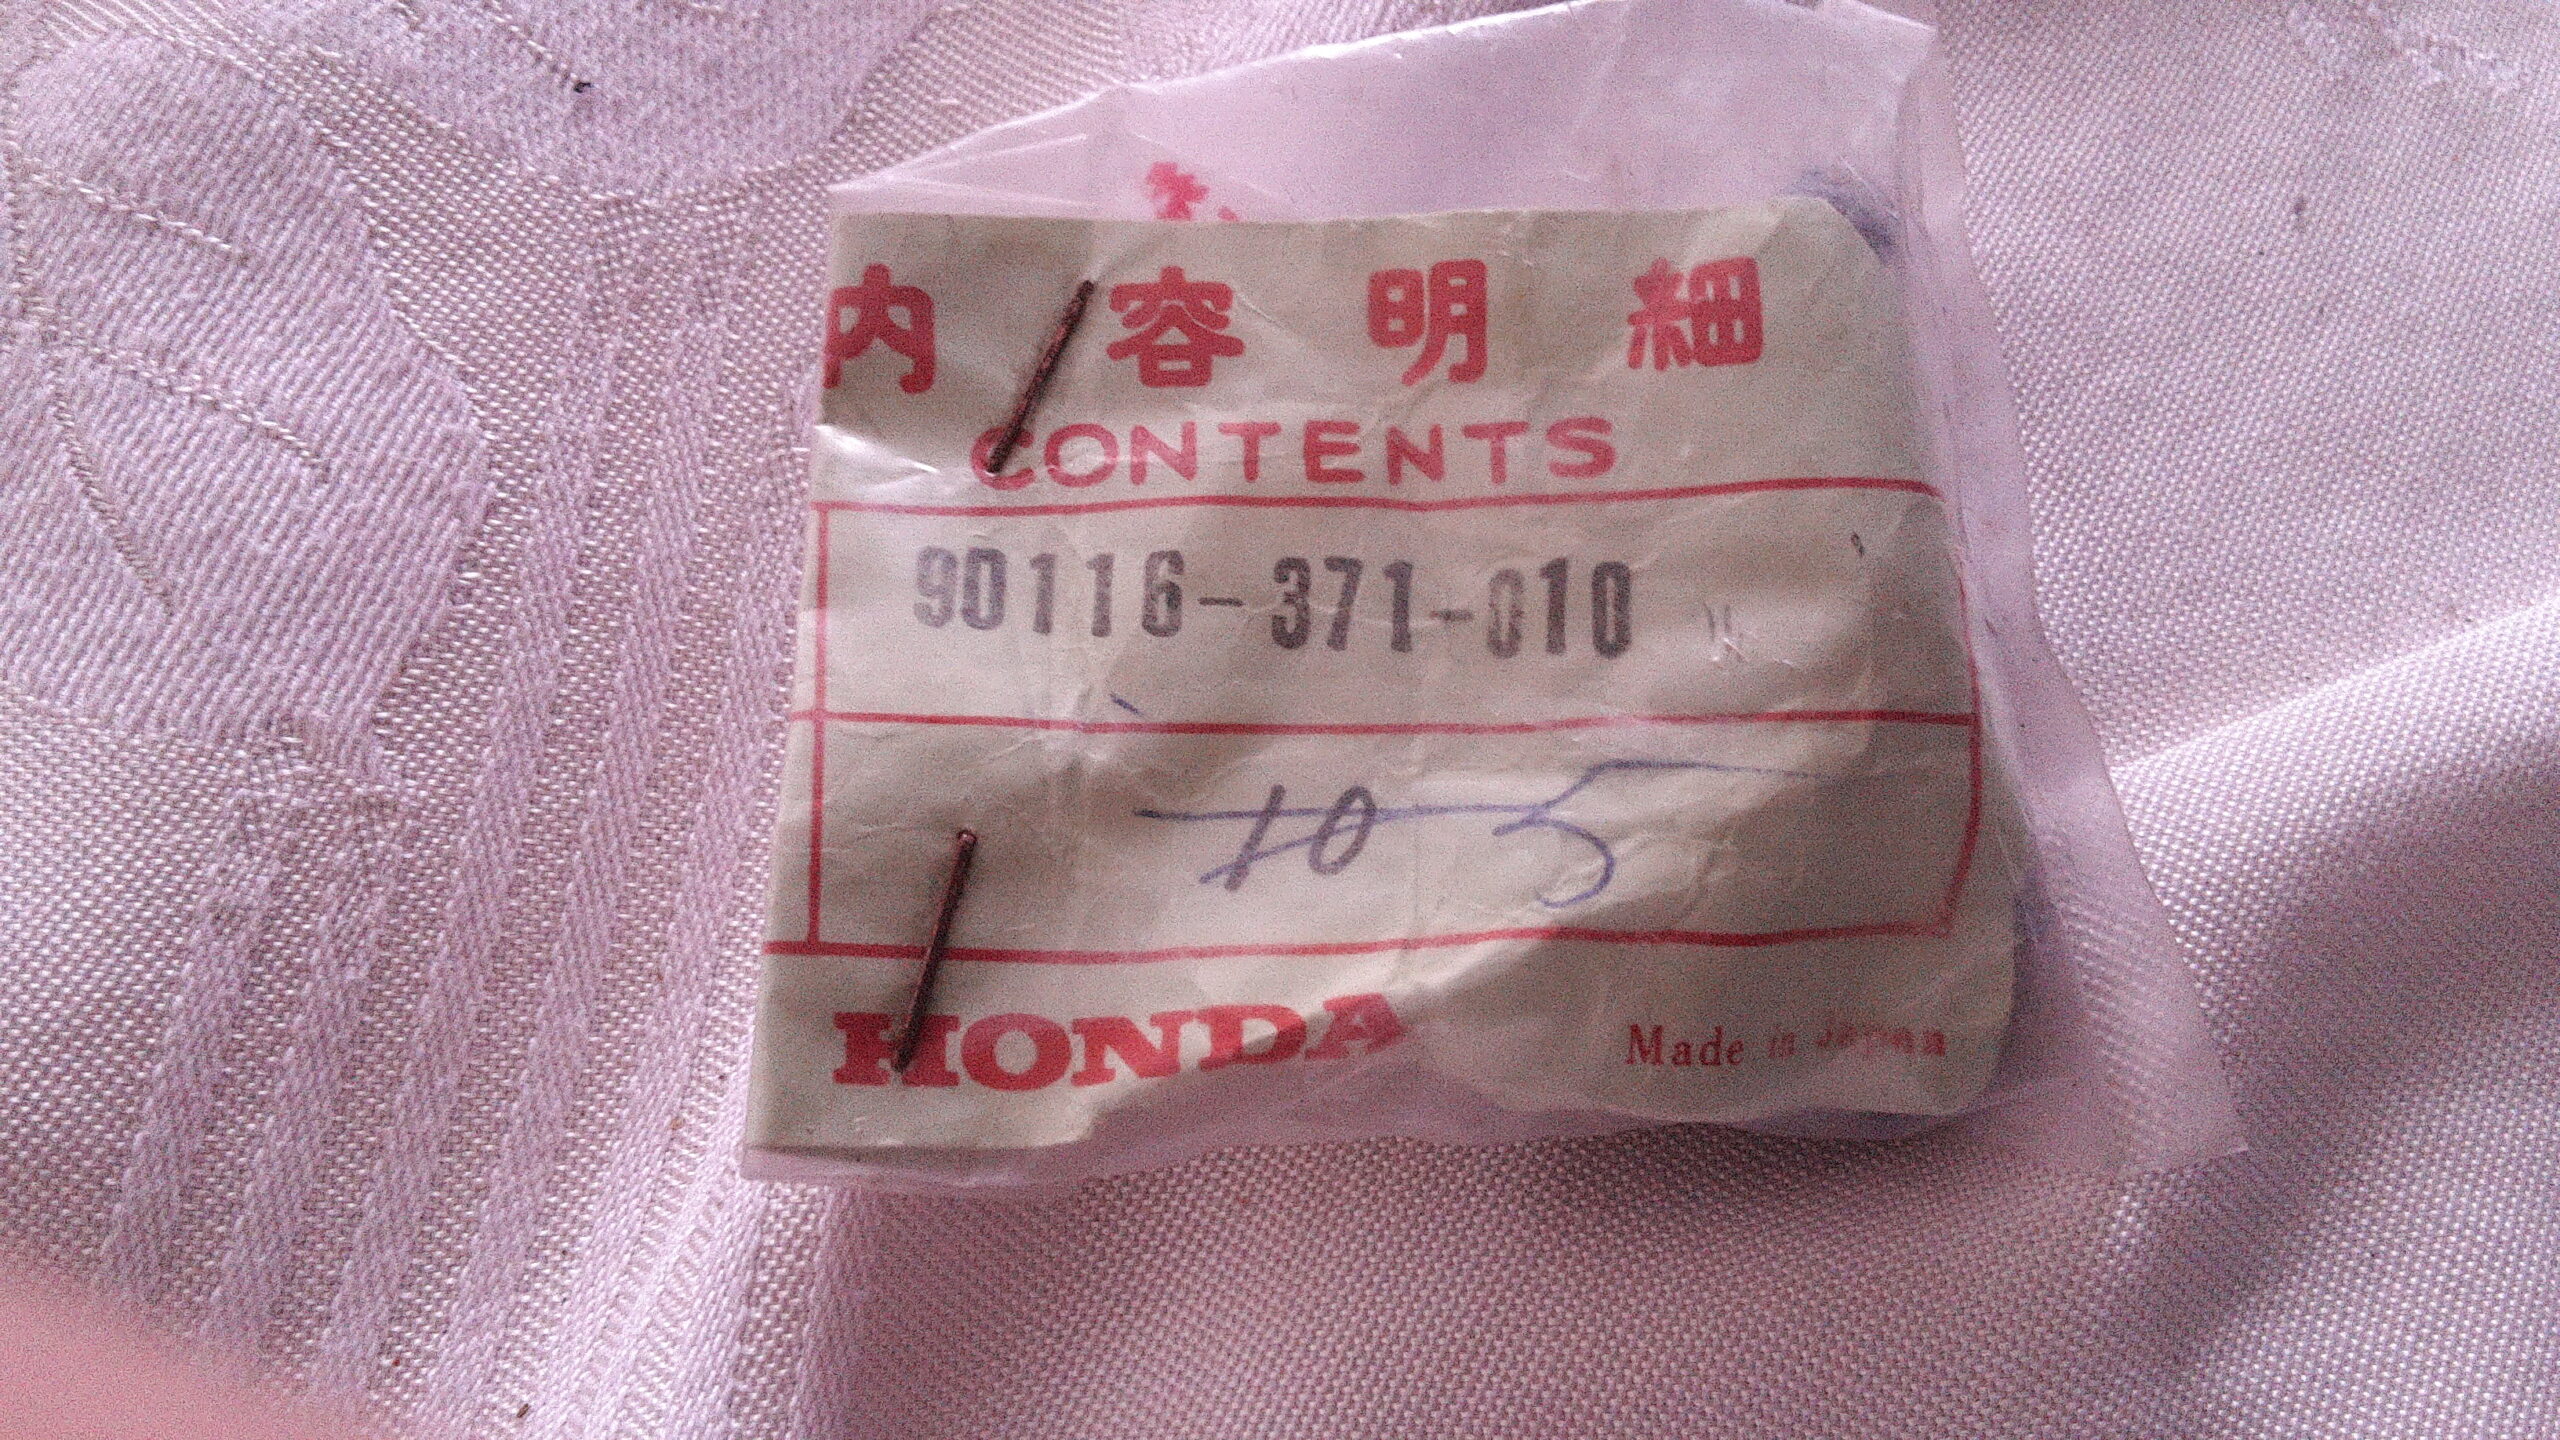 内容明細
CONTENTS
90116-371-010
10 5
HONDA
Made in Japan